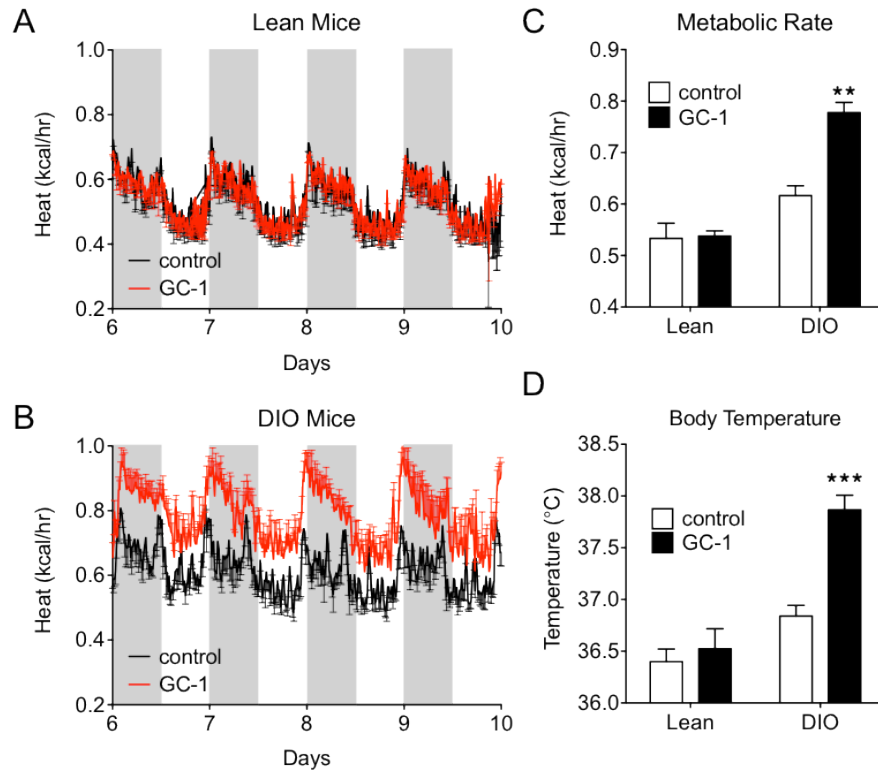 A
Lean Mice
Heat (kcal/hr)
1.0
0.8
0.6
0.4
0.2
control
GC-1
6 7 8 9 10
Days
B
DIO Mice
Heat (kcal/hr)
1.0
0.8
0.6
0.4
0.2
control
GC-1
6 7 8 9 10
Days
C
Metabolic Rate
Heat (kcal/hr)
0.9
0.8
0.7
0.6
0.5
0.4
control
GC-1
**
Lean DIO
D
Body Temperature
Temperature (°C)
38.5
38.0
37.5
37.0
36.5
36.0
control
GC-1
***
Lean DIO